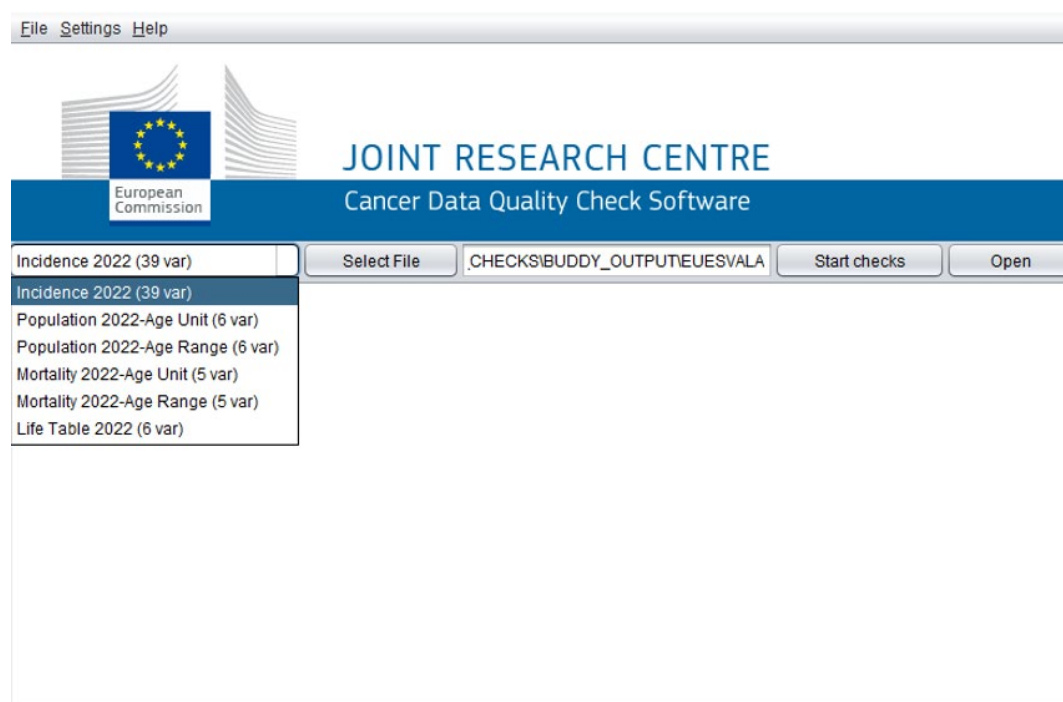 File Settings Help
JOINT RESEARCH CENTRE
European
Commission
Cancer Data Quality Check Software
Incidence 2022 (39 var) Select File CHECKS\BUDDY_OUTPUT\EUESVALA Start checks Open
Incidence 2022 (39 var)
Population 2022-Age Unit (6 var)
Population 2022-Age Range (6 var)
Mortality 2022-Age Unit (5 var)
Mortality 2022-Age Range (5 var)
Life Table 2022 (6 var)